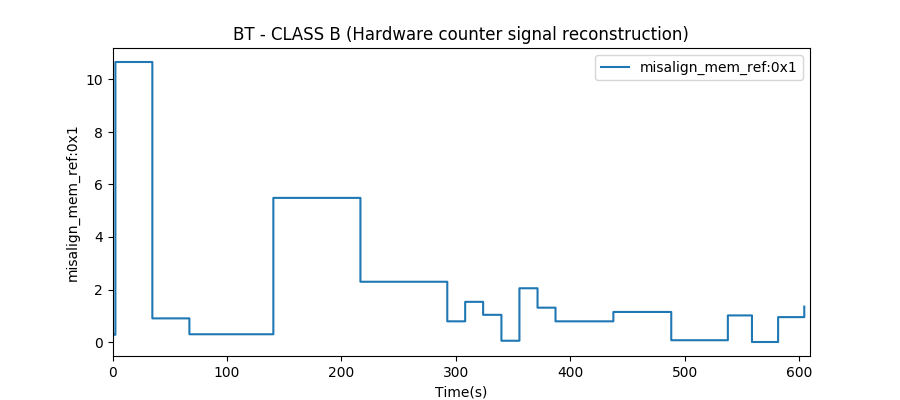 BT - CLASS B (Hardware counter signal reconstruction)
misalign_mem_ref:0x1
misalign_mem_ref:0x1
10
8
6
4
2
0
0 100 200 300 400 500 600
Time(s)